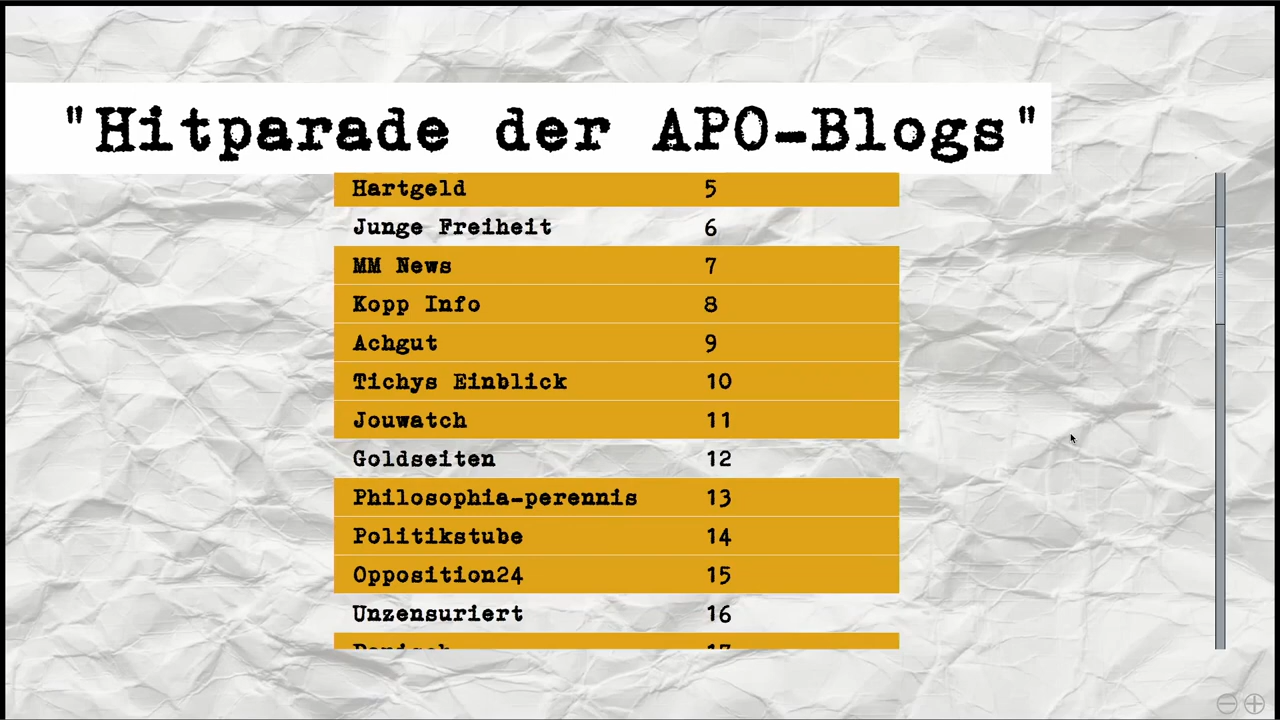 "Hitparade der APO-Blogs"
Hartgeld 5
Junge Freiheit 6
MM News 7
Kopp Info 8
Achgut 9
Tichys Einblick 10
Jouwatch 11
Goldseiten 12
Philosophia-perennis 13
Politikstube 14
Opposition24 15
Unzensuriert 16
17